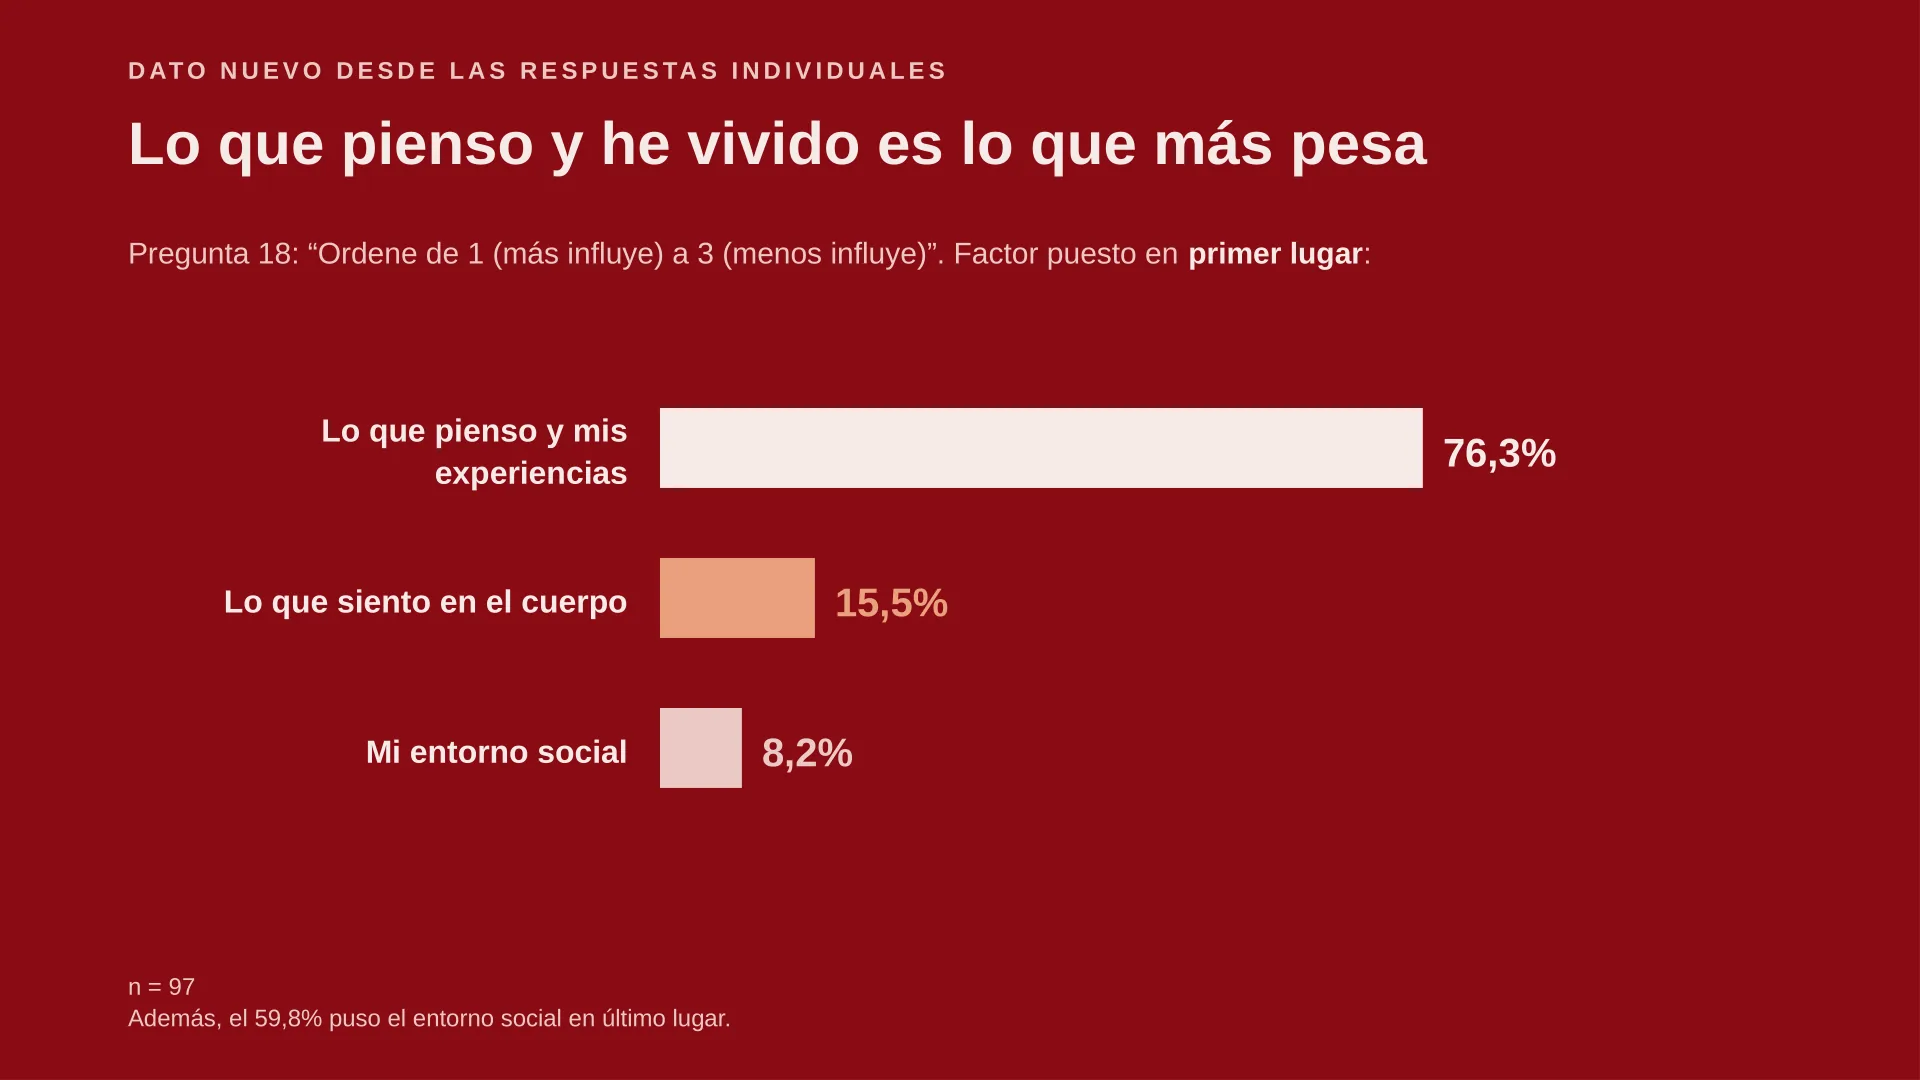 DATO NUEVO DESDE LAS RESPUESTAS INDIVIDUALES
Lo que pienso y he vivido es lo que más pesa
Pregunta 18: “Ordene de 1 (más influye) a 3 (menos influye)”. Factor puesto en primer lugar:
Lo que pienso y mis
experiencias
76,3%
Lo que siento en el cuerpo
15,5%
Mi entorno social
8,2%
n = 97
Además, el 59,8% puso el entorno social en último lugar.